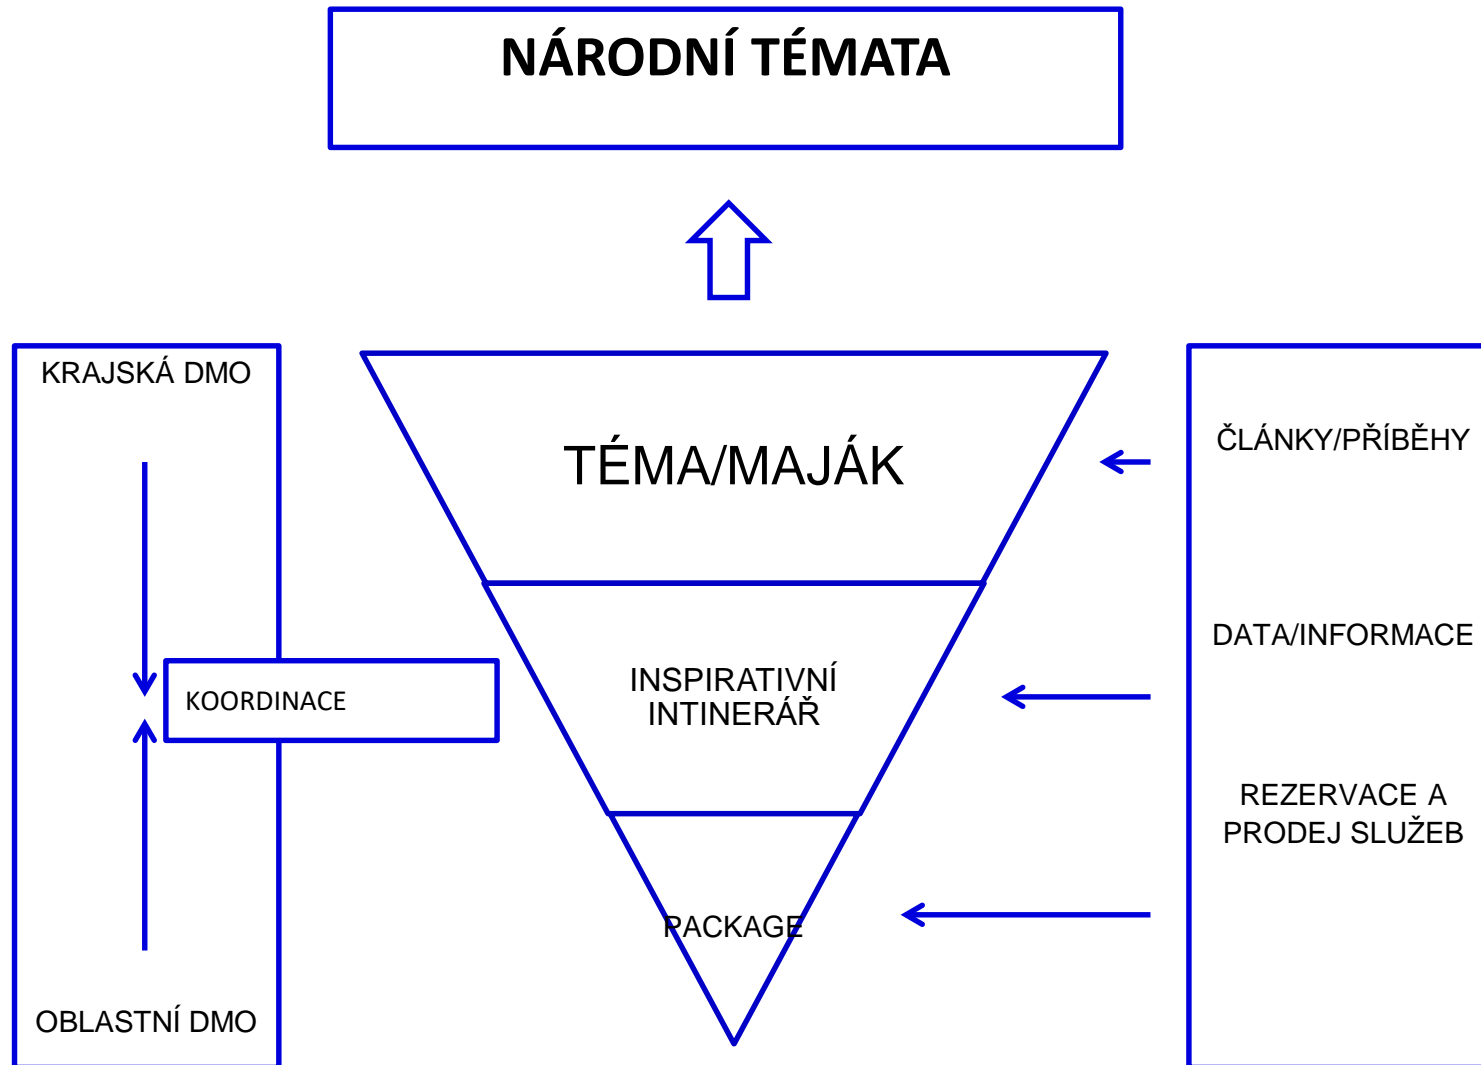 NÁRODNÍ TÉMATA
KRAJSKÁ DMO
KOORDINACE
OBLASTNÍ DMO
TÉMA/MAJÁK
INSPIRATIVNÍ
INTINERÁŘ
PACKAGE
ČLÁNKY/PŘÍBĚHY
DATA/INFORMACE
REZERVACE A
PRODEJ SLUŽEB